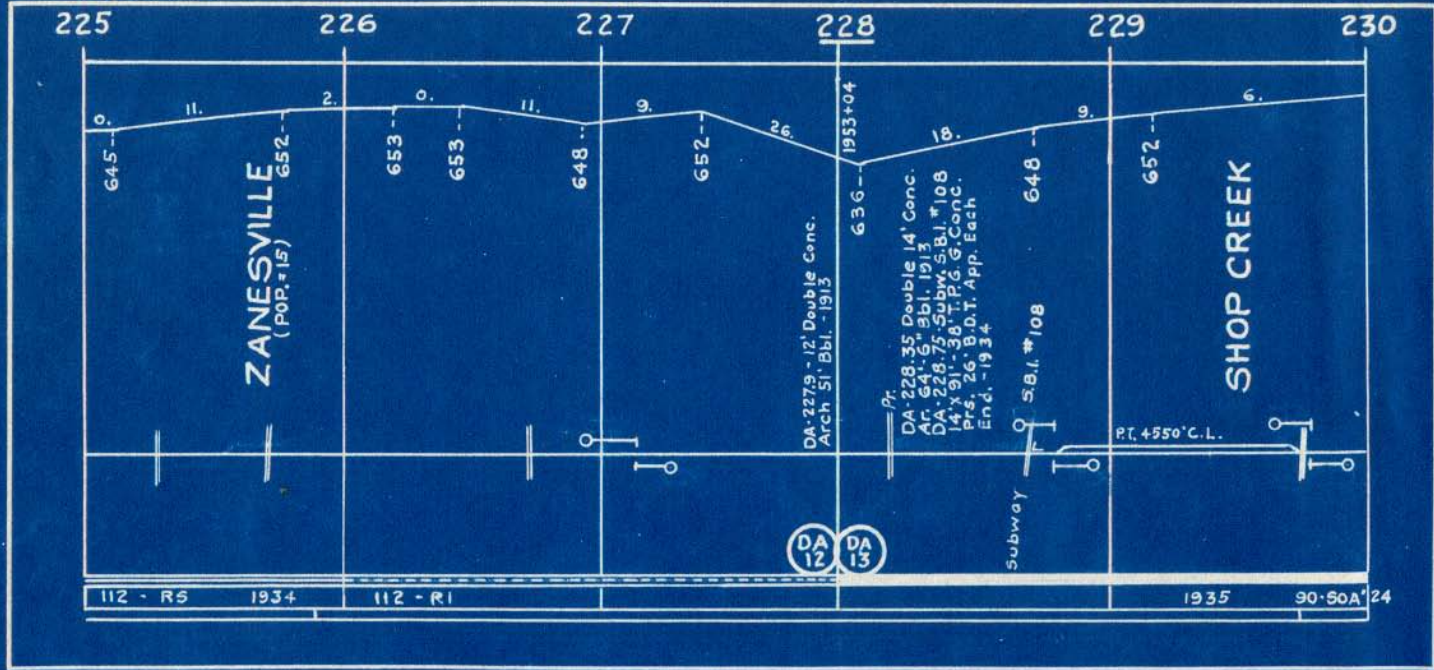 225 226 227 228 229 230
0. 11. 2. 0. 11. 9. 26. 18. 9. 6.
645 652 653 653 648 652 636 648 652
1953+04
ZANESVILLE
(POP.=15)
DA-227.9 - 12' Double Conc.
Arch 51' Bbl. - 1913
Pr.
DA-228.35 Double 14' Conc.
Ar. 64'-6" Bbl. 1913
DA-228.75-Subw. S.B.I. #108
14'x91'-38' T.P.G. G. Conc.
Prs. 26' B.D.T. App. Each
End. - 1934
S.B.I. #108
SHOP CREEK
P.T. 4550' C.L.
Subway
DA
12
DA
13
112 - RS 1934 112 - RI 1935 90-50A' 24